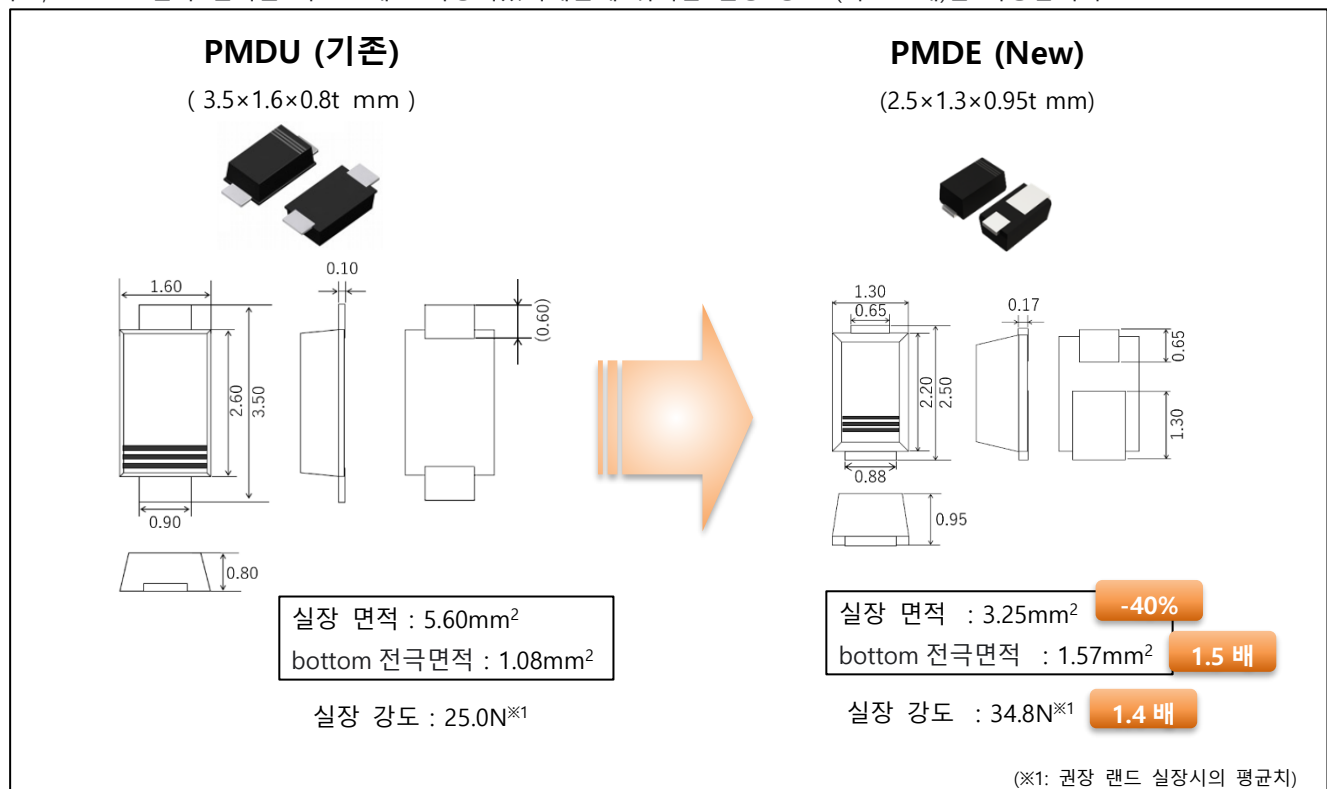 PMDU (기존)
( 3.5×1.6×0.8t mm )
0.10
1.60
(0.60)
2.60
3.50
0.90
0.80
실장 면적 : 5.60mm²
bottom 전극면적 : 1.08mm²
실장 강도 : 25.0N※1
PMDE (New)
(2.5×1.3×0.95t mm)
1.30
0.65
0.17
0.65
2.20
2.50
1.30
0.88
0.95
실장 면적 : 3.25mm²
-40%
bottom 전극면적 : 1.57mm²
1.5 배
실장 강도 : 34.8N※1
1.4 배
(※1: 권장 랜드 실장시의 평균치)